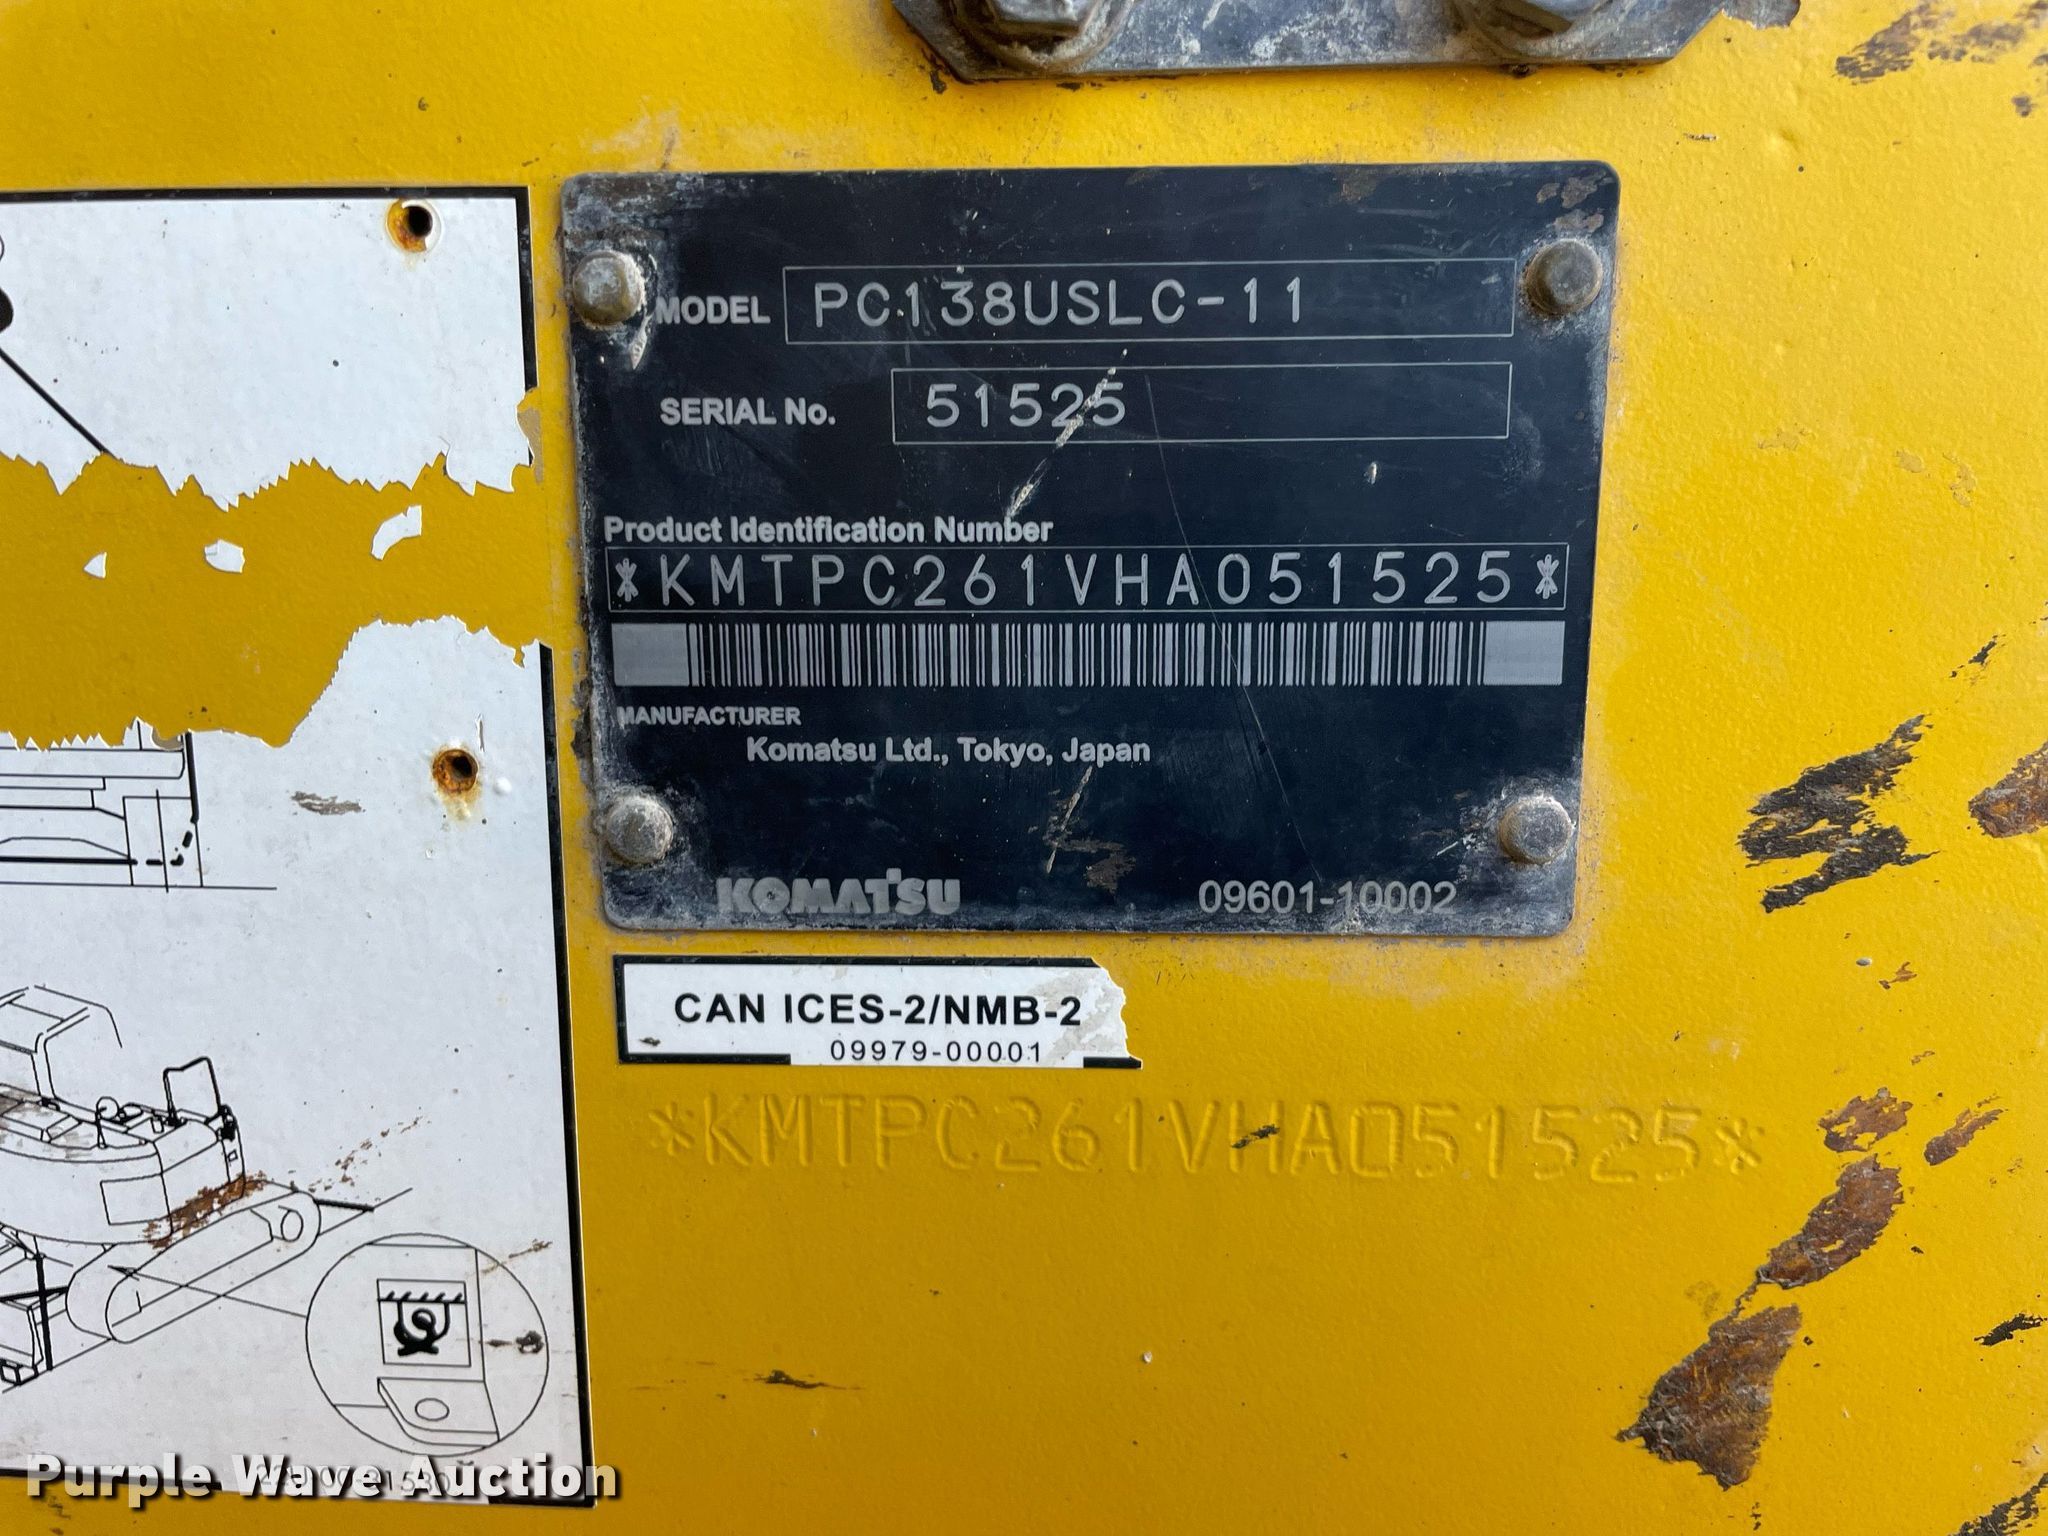 MODEL PC138USLC-11
SERIAL No. 51525
Product Identification Number
*KMTPC261VHA051525*
MANUFACTURER
Komatsu Ltd., Tokyo, Japan
KOMATSU 09601-10002
CAN ICES-2/NMB-2
09979-00001
*KMTPC261VHA051525*
Purple Wave Auction